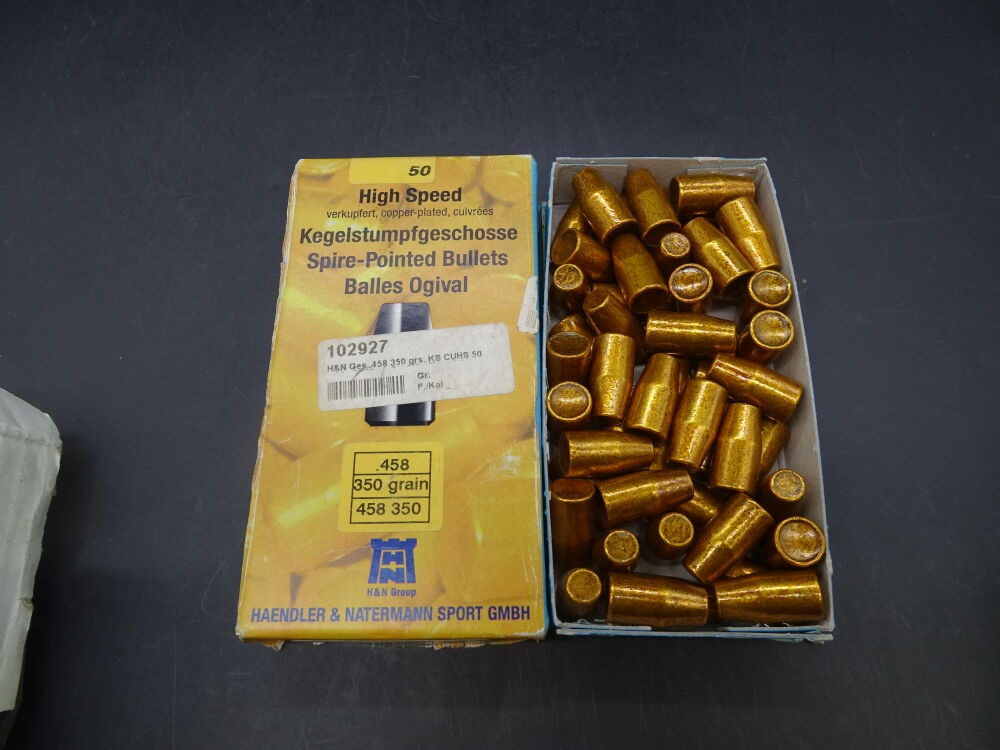 50
High Speed
verkupfert, copper-plated, cuivrées
Kegelstumpfgeschosse
Spire-Pointed Bullets
Balles Ogival
102927
H&N Ges .458 350 grs. KS CUHS 50
Gr.
F./Kal
.458
350 grain
458 350
HN
H&N Group
HAENDLER & NATERMANN SPORT GMBH